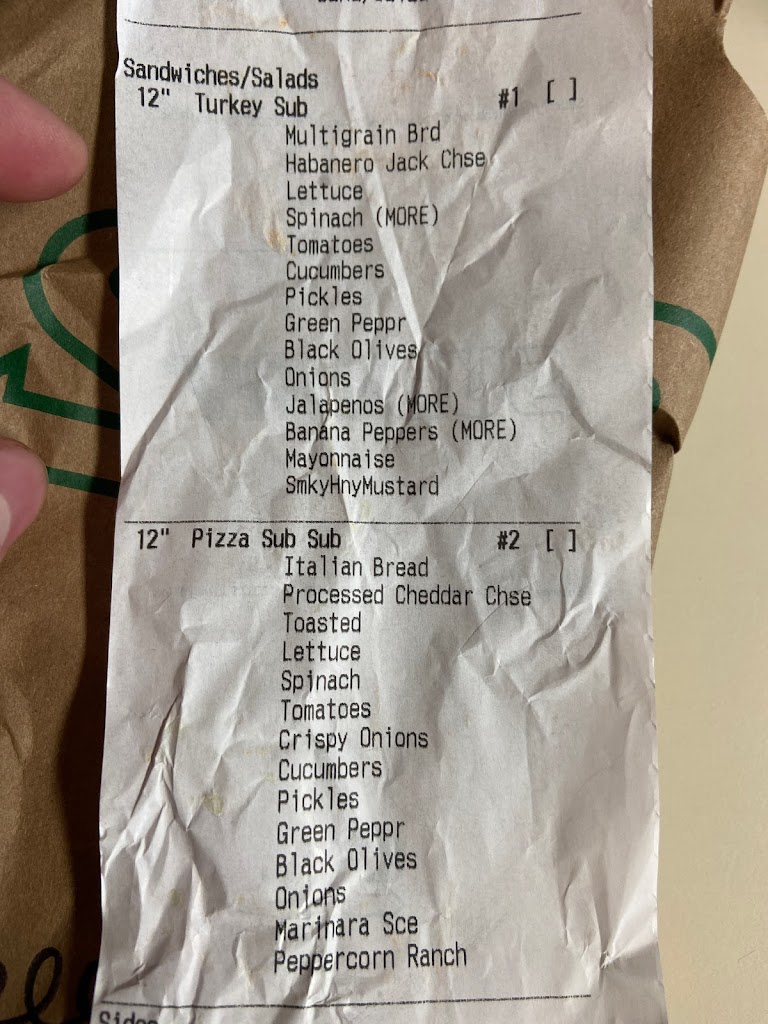 Sandwiches/Salads
12" Turkey Sub #1 [ ]
Multigrain Brd
Habanero Jack Chse
Lettuce
Spinach (MORE)
Tomatoes
Cucumbers
Pickles
Green Peppr
Black Olives
Onions
Jalapenos (MORE)
Banana Peppers (MORE)
Mayonnaise
SmkyHnyMustard
12" Pizza Sub Sub #2 [ ]
Italian Bread
Processed Cheddar Chse
Toasted
Lettuce
Spinach
Tomatoes
Crispy Onions
Cucumbers
Pickles
Green Peppr
Black Olives
Onions
Marinara Sce
Peppercorn Ranch
Sides